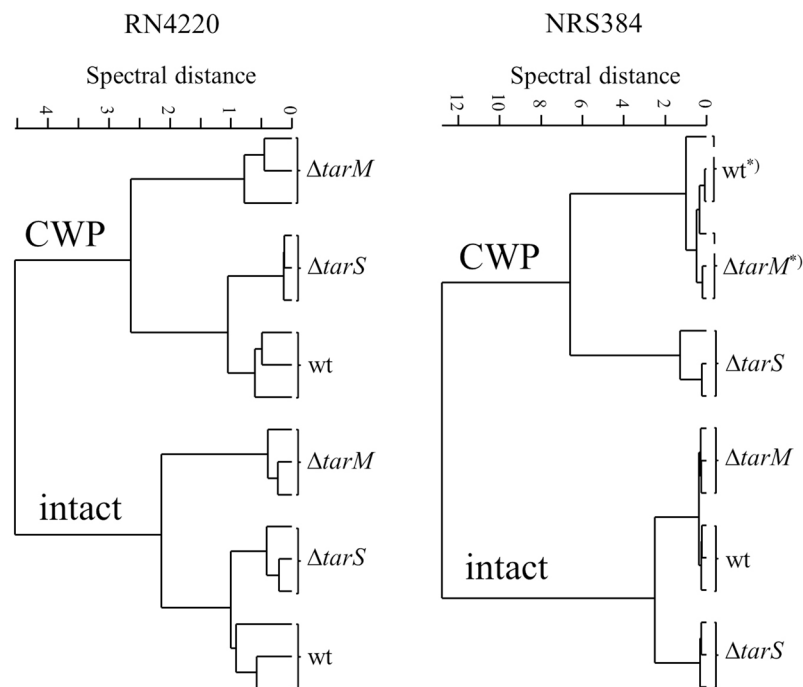 RN4220
Spectral distance
4 3 2 1 0
ΔtarM
CWP
ΔtarS
wt
ΔtarM
intact
ΔtarS
wt
NRS384
Spectral distance
12 10 8 6 4 2 0
wt*)
CWP
ΔtarM*)
ΔtarS
ΔtarM
wt
intact
ΔtarS